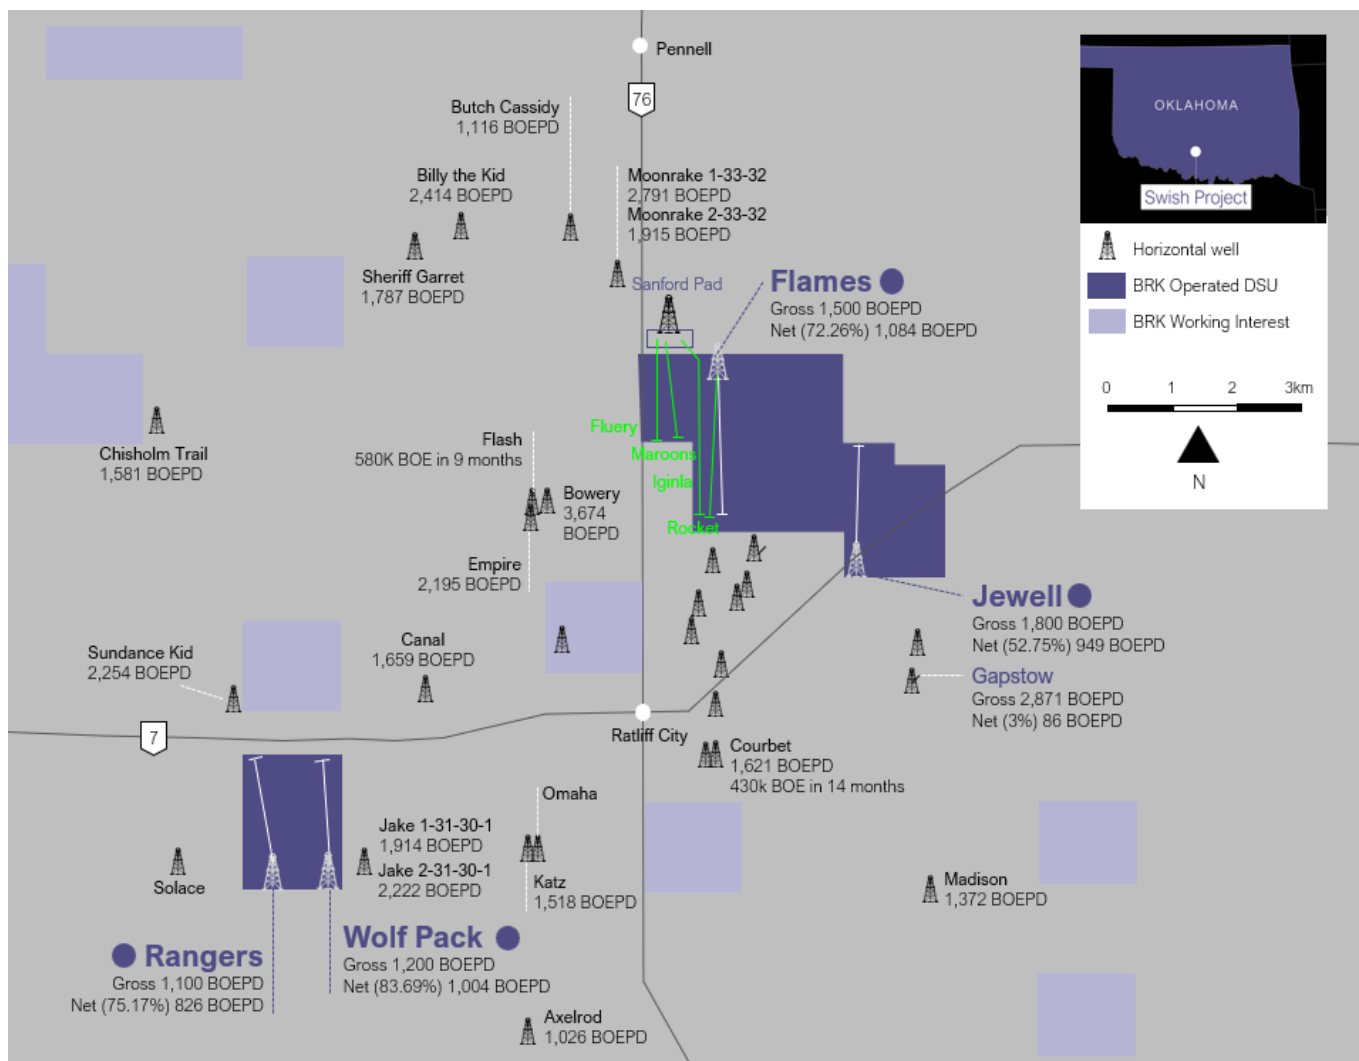 Pennell
76
Butch Cassidy
1,116 BOEPD
Billy the Kid
2,414 BOEPD
Moonrake 1-33-32
2,791 BOEPD
Moonrake 2-33-32
1,915 BOEPD
Sheriff Garret
1,787 BOEPD
Sanford Pad
Flames
Gross 1,500 BOEPD
Net (72.26%) 1,084 BOEPD
OKLAHOMA
Swish Project
Horizontal well
BRK Operated DSU
BRK Working Interest
0 1 2 3km
N
Chisholm Trail
1,581 BOEPD
Flash
580K BOE in 9 months
Fluery
Maroons
Iginla
Rocket
Bowery
3,674
BOEPD
Empire
2,195 BOEPD
Jewell
Gross 1,800 BOEPD
Net (52.75%) 949 BOEPD
Gapstow
Gross 2,871 BOEPD
Net (3%) 86 BOEPD
Sundance Kid
2,254 BOEPD
Canal
1,659 BOEPD
7
Ratliff City
Courbet
1,621 BOEPD
430k BOE in 14 months
Omaha
Jake 1-31-30-1
1,914 BOEPD
Jake 2-31-30-1
2,222 BOEPD
Solace
Katz
1,518 BOEPD
Madison
1,372 BOEPD
Rangers
Gross 1,100 BOEPD
Net (75.17%) 826 BOEPD
Wolf Pack
Gross 1,200 BOEPD
Net (83.69%) 1,004 BOEPD
Axelrod
1,026 BOEPD